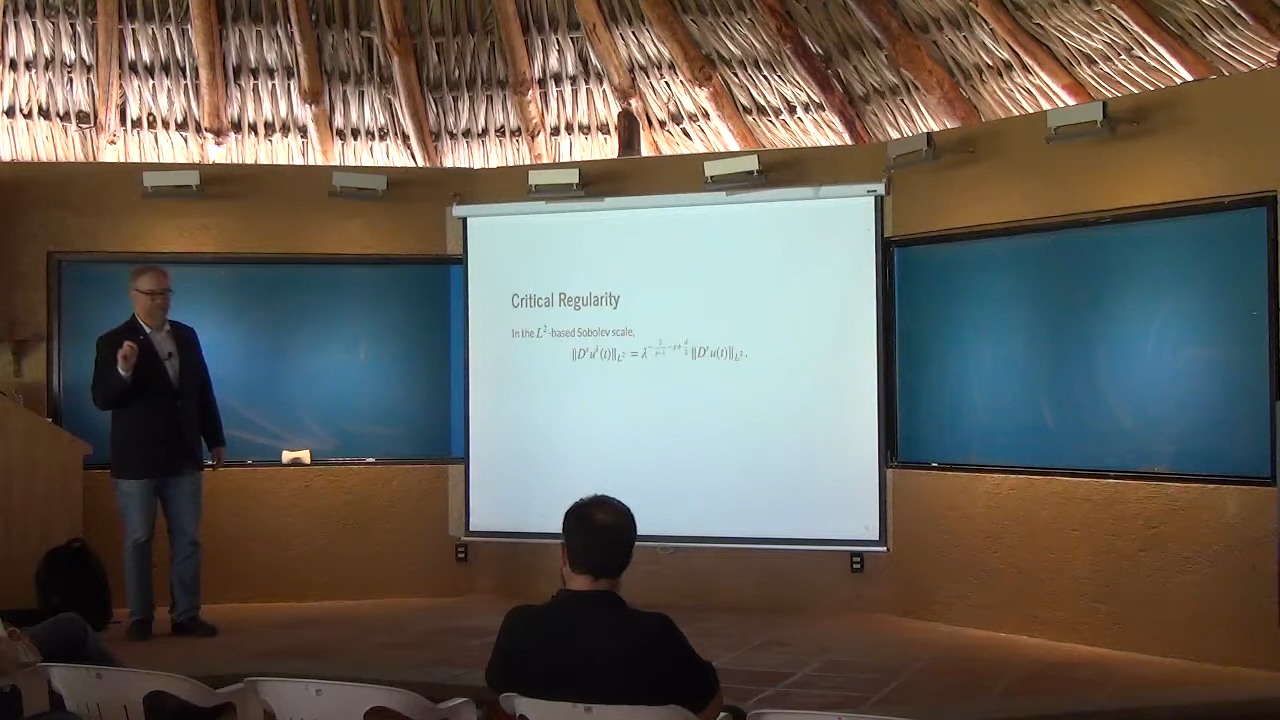 Critical Regularity
In the L²-based Sobolev scale,
‖Dˢu^λ(t)‖_{L²} = λ^{-2/(p-1) - s + d/2} ‖Dˢu(t)‖_{L²}.